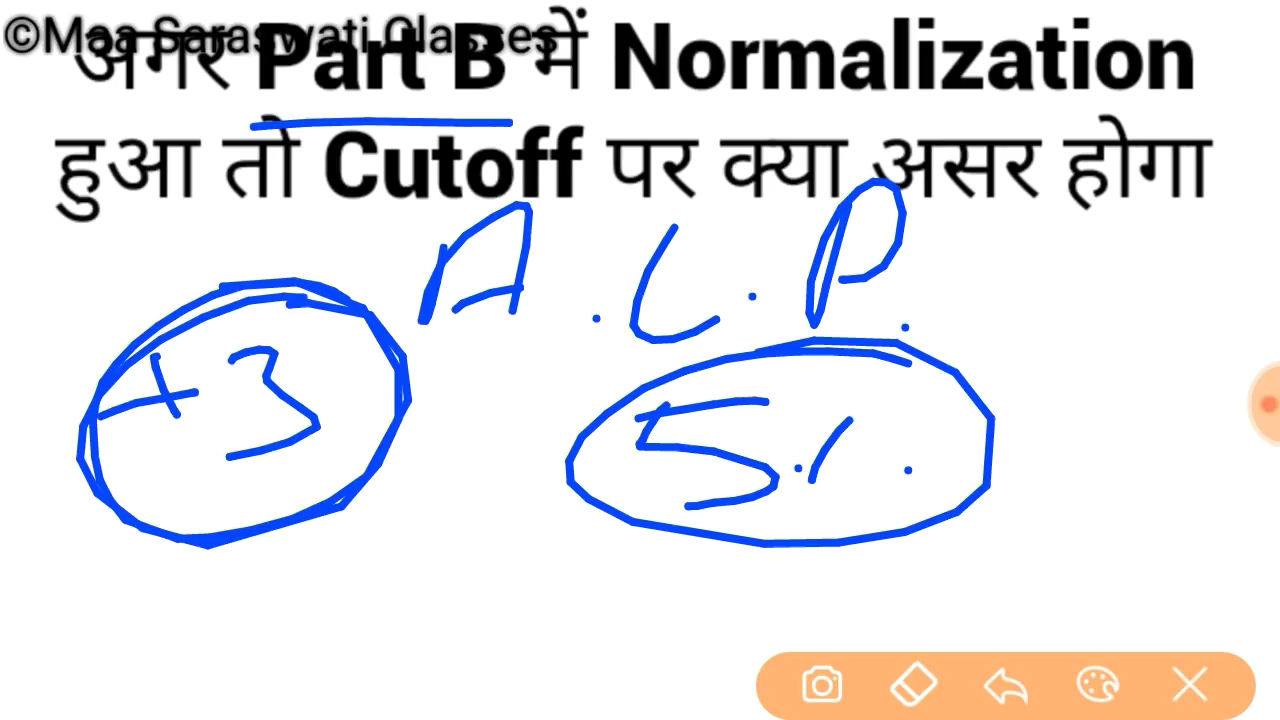 ©Maa Saraswati Classes
अगर Part B में Normalization
हुआ तो Cutoff पर क्या असर होगा
A.L.P.
+3
5%.